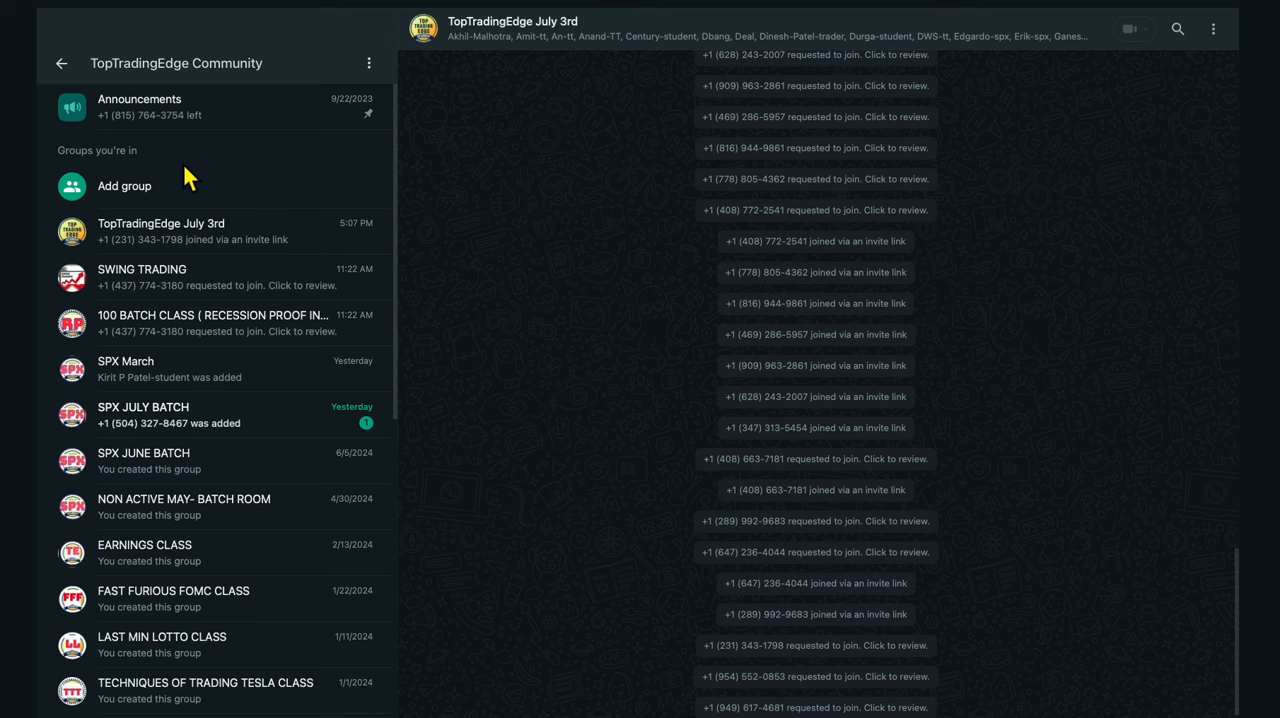 TopTradingEdge Community
Announcements
9/22/2023
+1 (815) 764-3754 left
Groups you're in
Add group
TOP TRADING EDGE
TopTradingEdge July 3rd
5:07 PM
+1 (231) 343-1798 joined via an invite link
SWING TRADING
11:22 AM
+1 (437) 774-3180 requested to join. Click to review.
RP
100 BATCH CLASS ( RECESSION PROOF IN...
11:22 AM
+1 (437) 774-3180 requested to join. Click to review.
SPX
SPX March
Yesterday
Kirit P Patel-student was added
SPX
SPX JULY BATCH
Yesterday
+1 (504) 327-8467 was added
1
SPX
SPX JUNE BATCH
6/5/2024
You created this group
SPX
NON ACTIVE MAY- BATCH ROOM
4/30/2024
You created this group
TE
EARNINGS CLASS
2/13/2024
You created this group
FFF
FAST FURIOUS FOMC CLASS
1/22/2024
You created this group
LL
LAST MIN LOTTO CLASS
1/11/2024
You created this group
TTT
TECHNIQUES OF TRADING TESLA CLASS
1/1/2024
You created this group
TOP TRADING EDGE
TopTradingEdge July 3rd
Akhil-Malhotra, Amit-tt, An-tt, Anand-TT, Century-student, Dbang, Deal, Dinesh-Patel-trader, Durga-student, DWS-tt, Edgardo-spx, Erik-spx, Ganes...
+1 (628) 243-2007 requested to join. Click to review.
+1 (909) 963-2861 requested to join. Click to review.
+1 (469) 286-5957 requested to join. Click to review.
+1 (816) 944-9861 requested to join. Click to review.
+1 (778) 805-4362 requested to join. Click to review.
+1 (408) 772-2541 requested to join. Click to review.
+1 (408) 772-2541 joined via an invite link
+1 (778) 805-4362 joined via an invite link
+1 (816) 944-9861 joined via an invite link
+1 (469) 286-5957 joined via an invite link
+1 (909) 963-2861 joined via an invite link
+1 (628) 243-2007 joined via an invite link
+1 (347) 313-5454 joined via an invite link
+1 (408) 663-7181 requested to join. Click to review.
+1 (408) 663-7181 joined via an invite link
+1 (289) 992-9683 requested to join. Click to review.
+1 (647) 236-4044 requested to join. Click to review.
+1 (647) 236-4044 joined via an invite link
+1 (289) 992-9683 joined via an invite link
+1 (231) 343-1798 requested to join. Click to review.
+1 (954) 552-0853 requested to join. Click to review.
+1 (949) 617-4681 requested to join. Click to review.